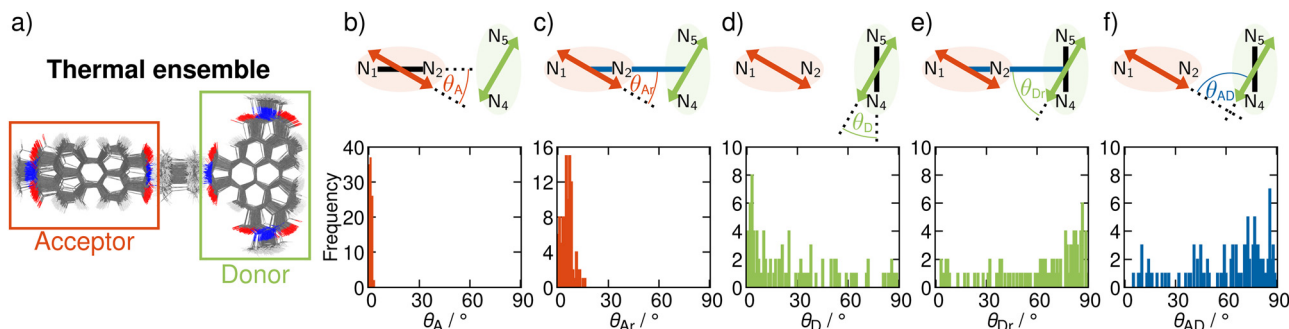 a)
Thermal ensemble
Acceptor
Donor
b)
N1
N2
θA
N5
N4
Frequency
40
30
20
10
0
0 30 60 90
θA / °
c)
N1
N2
θAr
N5
N4
16
12
8
4
0
0 30 60 90
θAr / °
d)
N1
N2
N5
N4
θD
10
8
6
4
2
0
0 30 60 90
θD / °
e)
N1
N2
θDr
N5
N4
10
8
6
4
2
0
0 30 60 90
θDr / °
f)
N1
N2
θAD
N5
N4
10
8
6
4
2
0
0 30 60 90
θAD / °